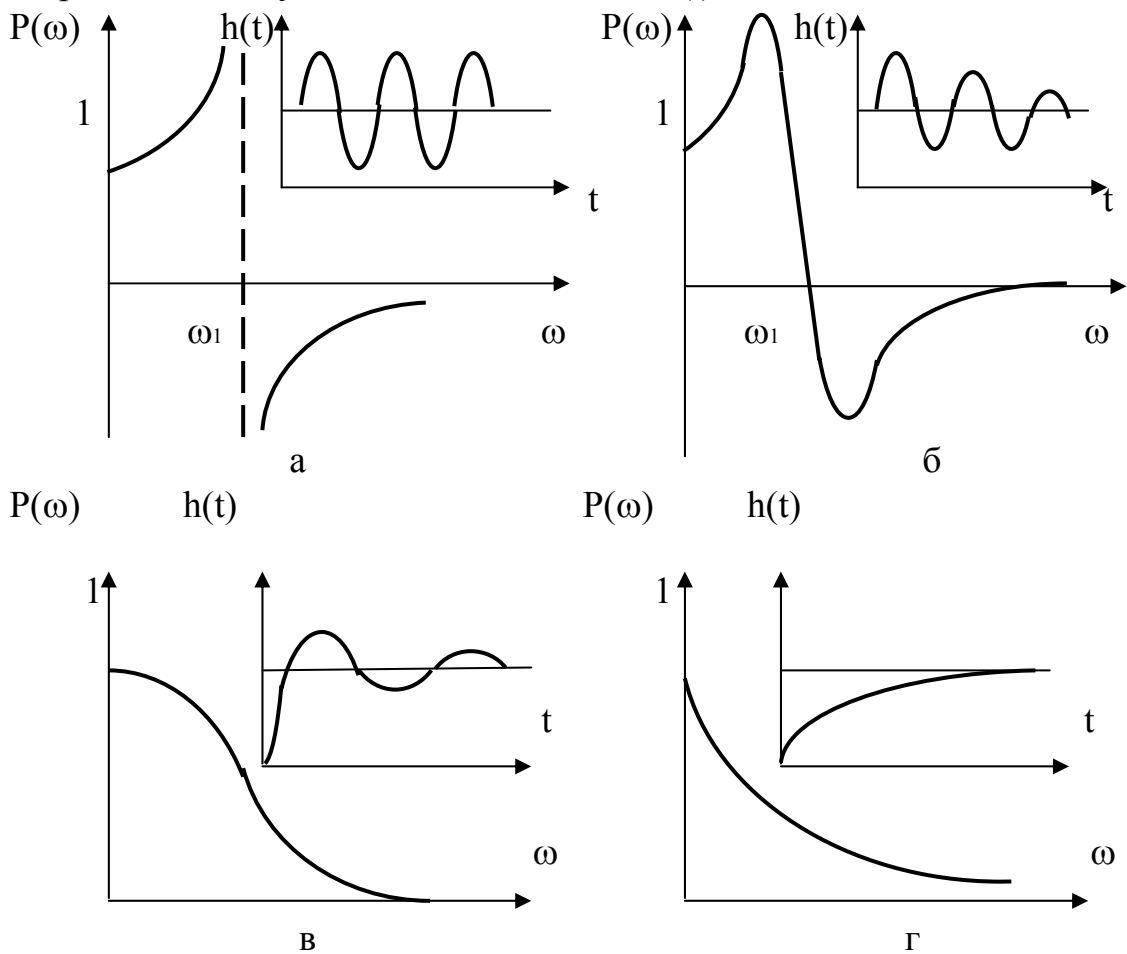 P(ω) h(t) P(ω) h(t)
1 1
t t
ω1 ω ω1 ω
а б
P(ω) h(t) P(ω) h(t)
1 1
t t
ω ω
в г